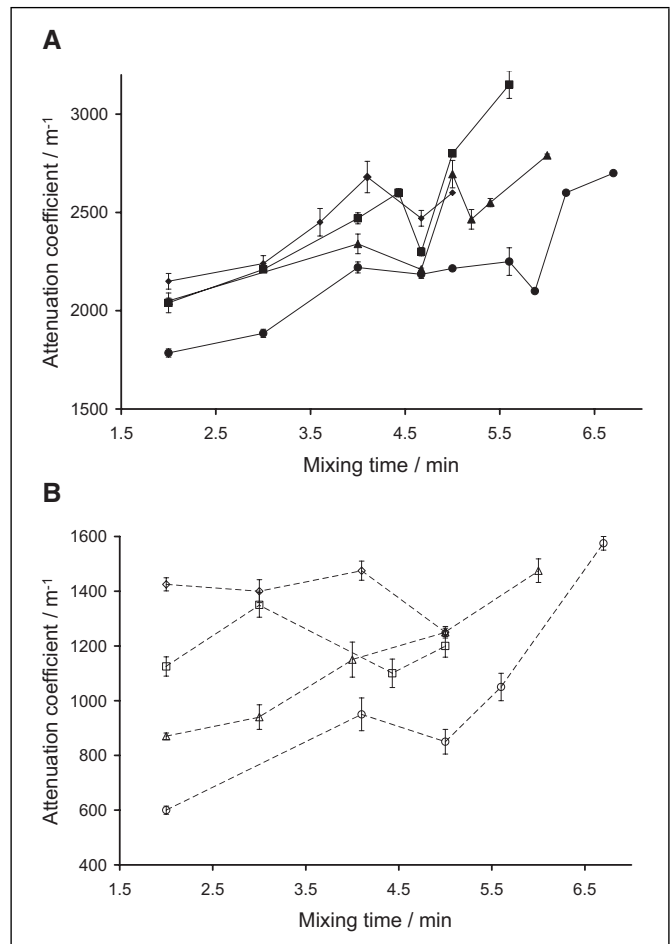 A
Attenuation coefficient / m⁻¹
3000
2500
2000
1500
1.5 2.5 3.5 4.5 5.5 6.5
Mixing time / min
B
Attenuation coefficient / m⁻¹
1600
1400
1200
1000
800
600
400
1.5 2.5 3.5 4.5 5.5 6.5
Mixing time / min